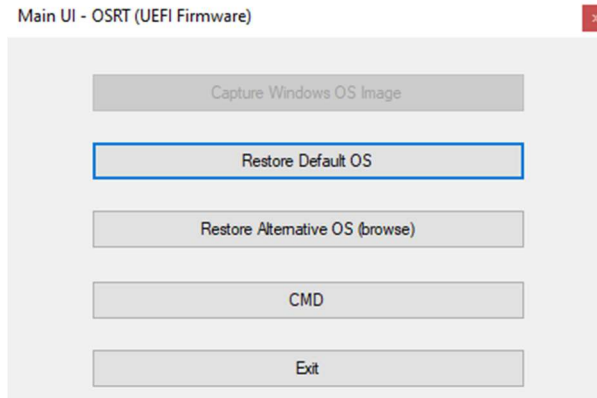 Main UI - OSRT (UEFI Firmware)
Capture Windows OS Image
Restore Default OS
Restore Alternative OS (browse)
CMD
Exit